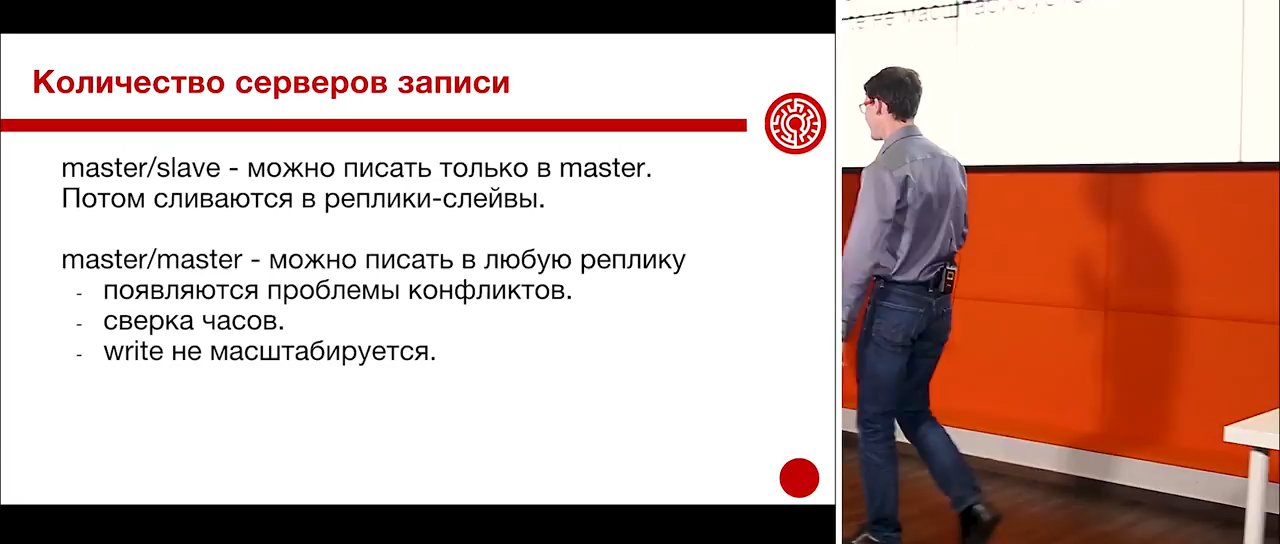 Количество серверов записи
master/slave - можно писать только в master.
Потом сливаются в реплики-слейвы.
master/master - можно писать в любую реплику
- появляются проблемы конфликтов.
- сверка часов.
- write не масштабируется.